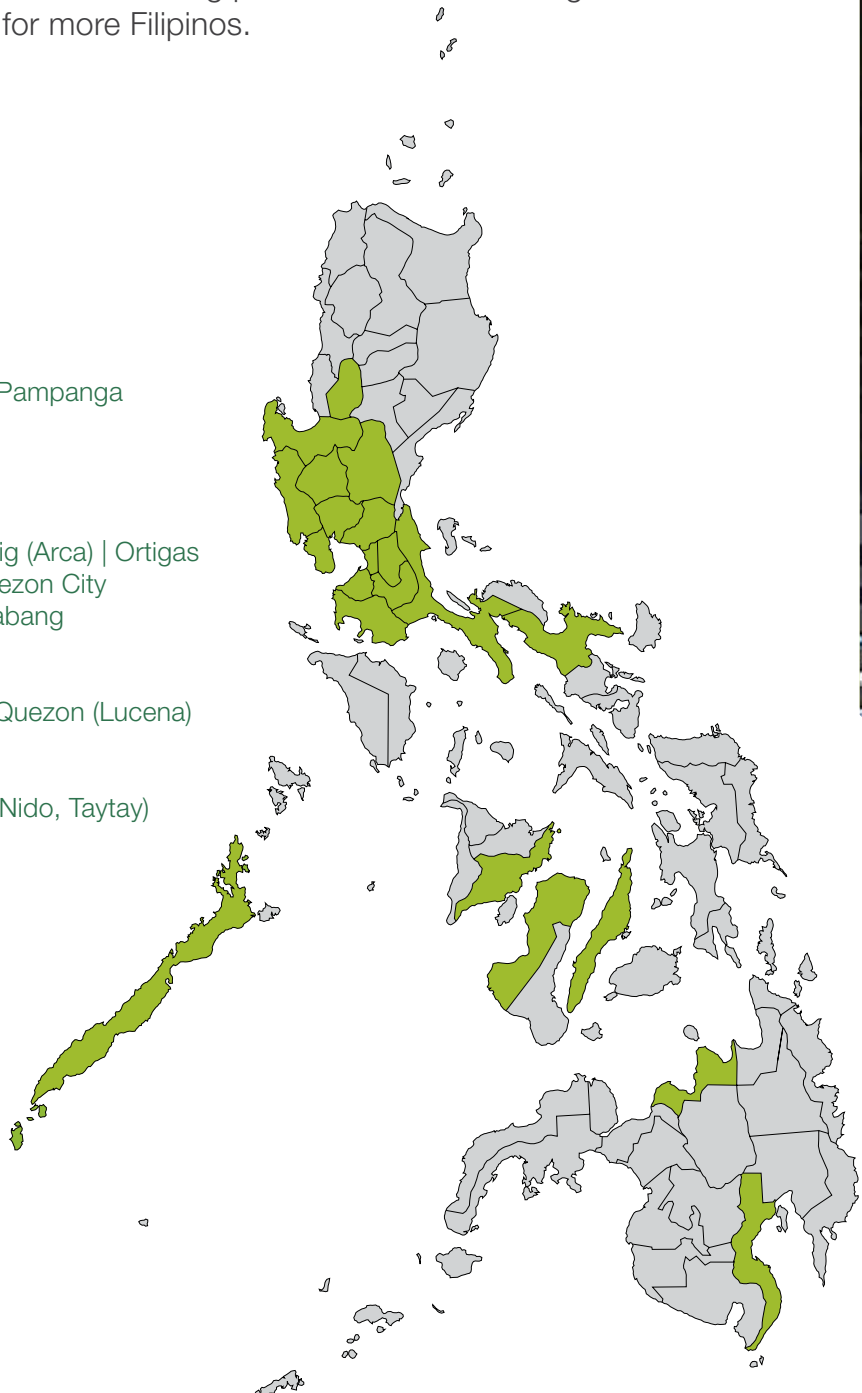 for more Filipinos.
Pampanga
ig (Arca) | Ortigas
ezon City
abang
Quezon (Lucena)
Nido, Taytay)